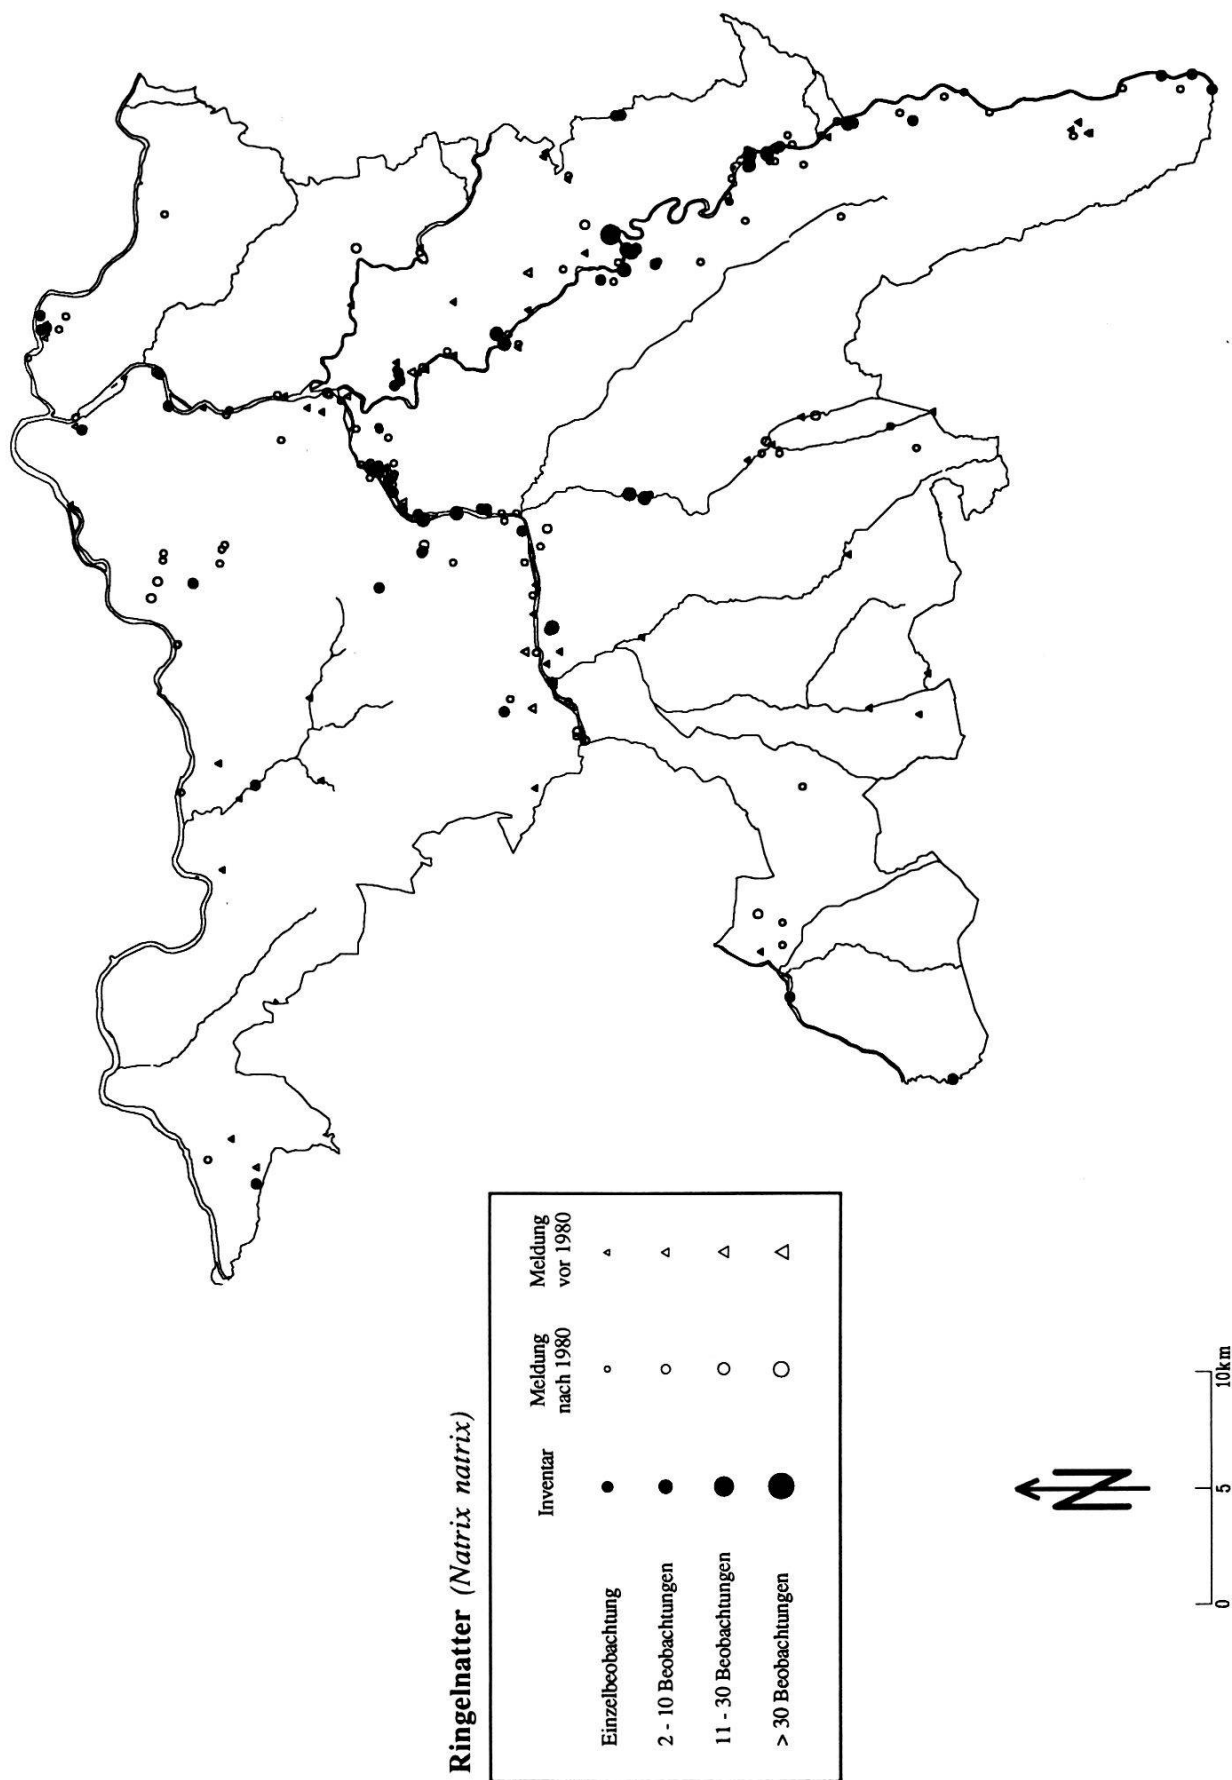 Ringelnatter (Natrix natrix)
Inventar
Meldung
nach 1980
Meldung
vor 1980
Einzelbeobachtung
2 - 10 Beobachtungen
11 - 30 Beobachtungen
> 30 Beobachtungen
N
0 5 10km